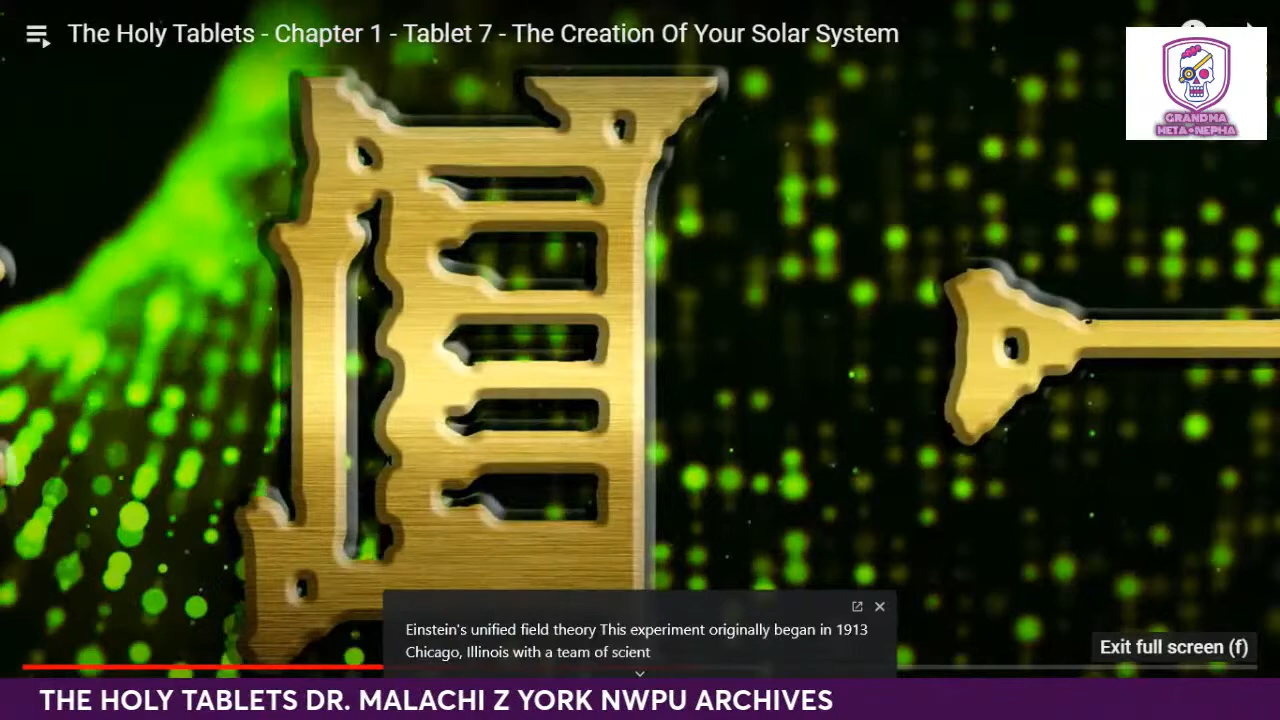 The Holy Tablets - Chapter 1 - Tablet 7 - The Creation Of Your Solar System
GRANDMA
META•NEPHA
Einstein's unified field theory This experiment originally began in 1913
Chicago, Illinois with a team of scient
Exit full screen (f)
THE HOLY TABLETS DR. MALACHI Z YORK NWPU ARCHIVES